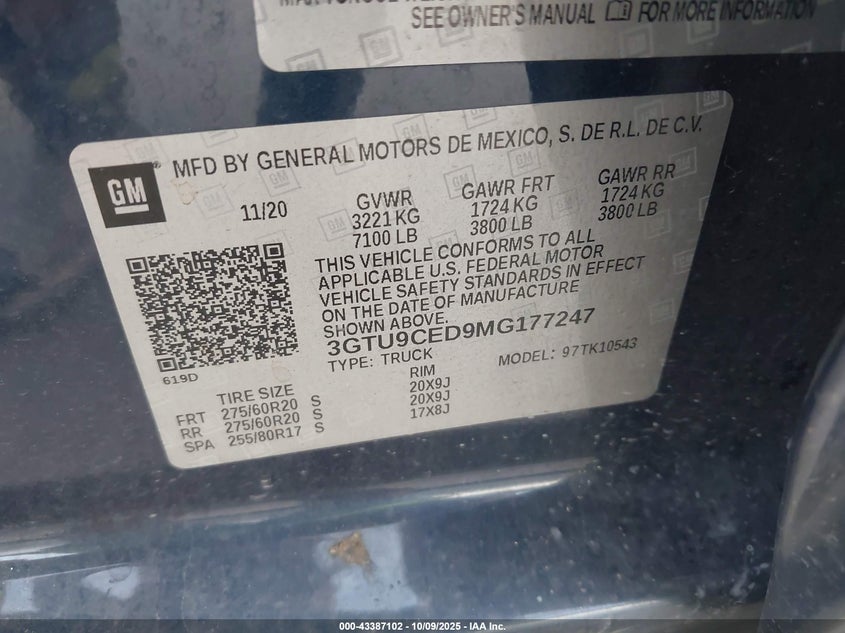 SEE OWNER'S MANUAL FOR MORE INFORMATION
GM
MFD BY GENERAL MOTORS DE MEXICO, S. DE R.L. DE C.V.
11/20 GVWR GAWR FRT GAWR RR
3221 KG 1724 KG 1724 KG
7100 LB 3800 LB 3800 LB
THIS VEHICLE CONFORMS TO ALL
APPLICABLE U.S. FEDERAL MOTOR
VEHICLE SAFETY STANDARDS IN EFFECT
ON THE DATE OF MANUFACTURE
SHOWN ABOVE.
3GTU9CED9MG177247
TYPE: TRUCK MODEL: 97TK10543
619D
TIRE SIZE RIM
FRT 275/60R20 S 20X9J
RR 275/60R20 S 20X9J
SPA 255/80R17 S 17X8J
000-43387102 | 10/09/2025 - IAA Inc.